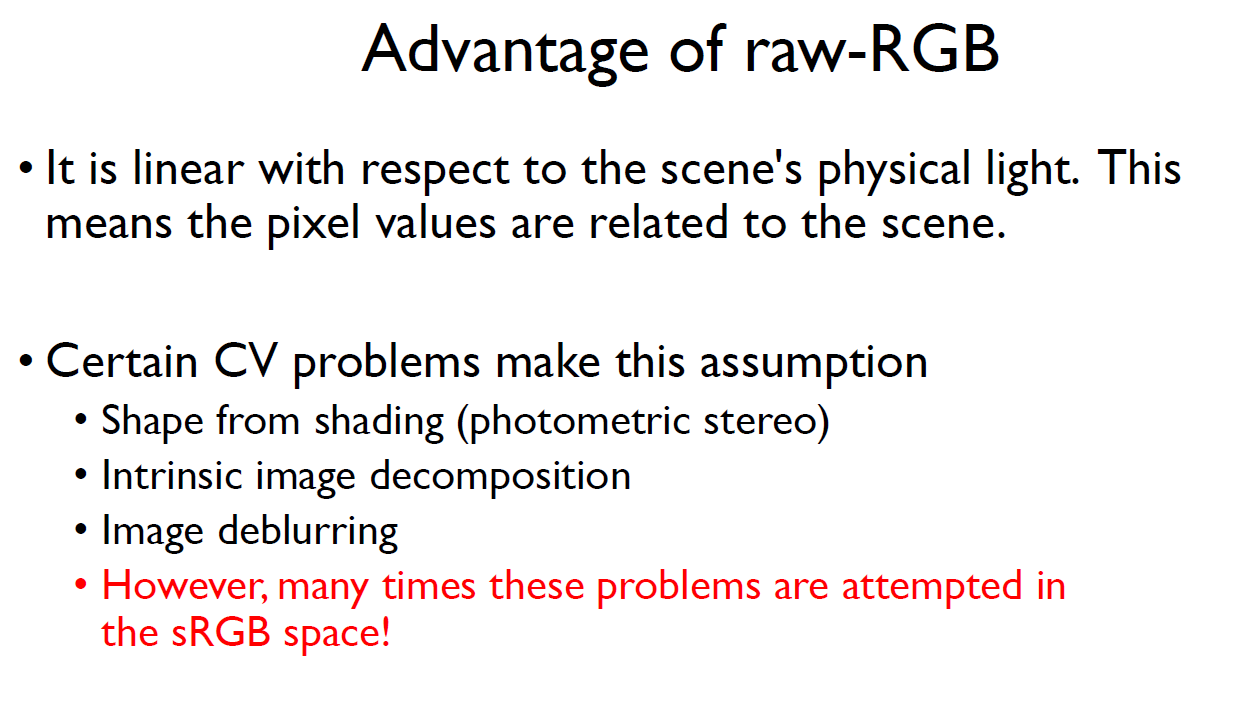 Advantage of raw-RGB
• It is linear with respect to the scene's physical light. This
means the pixel values are related to the scene.
• Certain CV problems make this assumption
• Shape from shading (photometric stereo)
• Intrinsic image decomposition
• Image deblurring
• However, many times these problems are attempted in
the sRGB space!